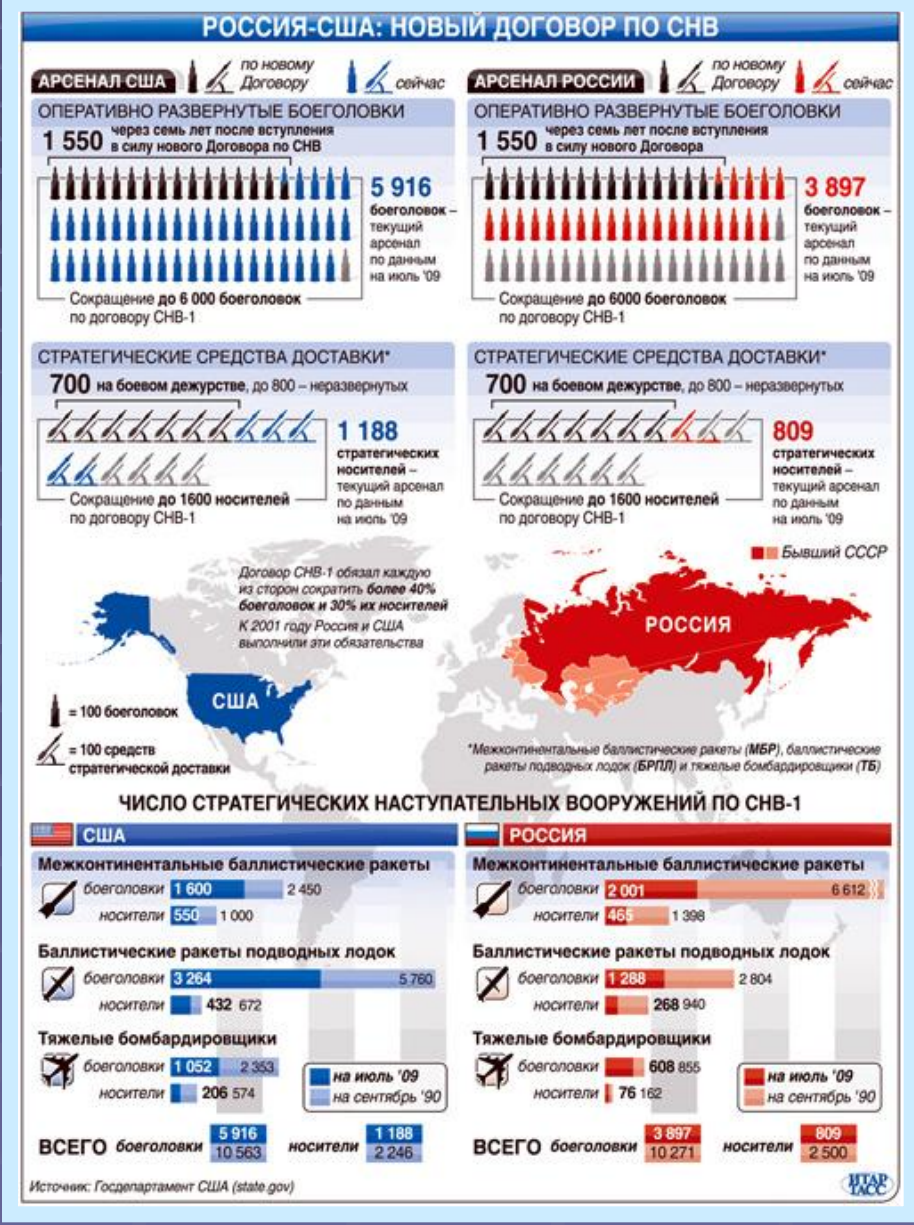 РОССИЯ-США: НОВЫЙ ДОГОВОР ПО СНВ
АРСЕНАЛ США
по новому
Договору
сейчас
ОПЕРАТИВНО РАЗВЕРНУТЫЕ БОЕГОЛОВКИ
1 550 через семь лет после вступления
в силу нового Договора по СНВ
5 916
боеголовок –
текущий
арсенал
по данным
на июль '09
Сокращение до 6 000 боеголовок
по договору СНВ-1
СТРАТЕГИЧЕСКИЕ СРЕДСТВА ДОСТАВКИ*
700 на боевом дежурстве, до 800 – неразвернутых
1 188
стратегических
носителей –
текущий арсенал
по данным
на июль '09
Сокращение до 1600 носителей
по договору СНВ-1
АРСЕНАЛ РОССИИ
по новому
Договору
сейчас
ОПЕРАТИВНО РАЗВЕРНУТЫЕ БОЕГОЛОВКИ
1 550 через семь лет после вступления
в силу нового Договора
3 897
боеголовок –
текущий
арсенал
по данным
на июль '09
Сокращение до 6000 боеголовок
по договору СНВ-1
СТРАТЕГИЧЕСКИЕ СРЕДСТВА ДОСТАВКИ*
700 на боевом дежурстве, до 800 – неразвернутых
809
стратегических
носителей –
текущий арсенал
по данным
на июль '09
Сокращение до 1600 носителей
по договору СНВ-1
Договор СНВ-1 обязал каждую
из сторон сократить более 40%
боеголовок и 30% их носителей
К 2001 году Россия и США
выполнили эти обязательства
Бывший СССР
РОССИЯ
США
= 100 боеголовок
= 100 средств
стратегической доставки
*Межконтинентальные баллистические ракеты (МБР), баллистические
ракеты подводных лодок (БРПЛ) и тяжелые бомбардировщики (ТБ)
ЧИСЛО СТРАТЕГИЧЕСКИХ НАСТУПАТЕЛЬНЫХ ВООРУЖЕНИЙ ПО СНВ-1
США
Межконтинентальные баллистические ракеты
боеголовки 1 600 2 450
носители 550 1 000
Баллистические ракеты подводных лодок
боеголовки 3 264 5 760
носители 432 672
Тяжелые бомбардировщики
боеголовки 1 052 2 353
носители 206 574
на июль '09
на сентябрь '90
ВСЕГО боеголовки 5 916 носители 1 188
10 563 2 246
РОССИЯ
Межконтинентальные баллистические ракеты
боеголовки 2 001 6 612
носители 465 1 398
Баллистические ракеты подводных лодок
боеголовки 1 288 2 804
носители 268 940
Тяжелые бомбардировщики
боеголовки 608 855
носители 76 162
на июль '09
на сентябрь '90
ВСЕГО боеголовки 3 897 носители 809
10 271 2 500
Источник: Госдепартамент США (state.gov)
ИТАР
ТАСС